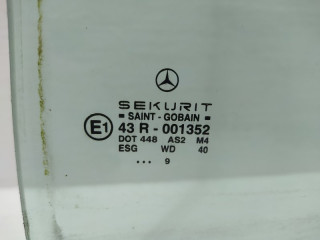 SEKURIT
SAINT - GOBAIN
E1 43 R - 001352
DOT 448 AS2 M4
ESG WD 40
... 9